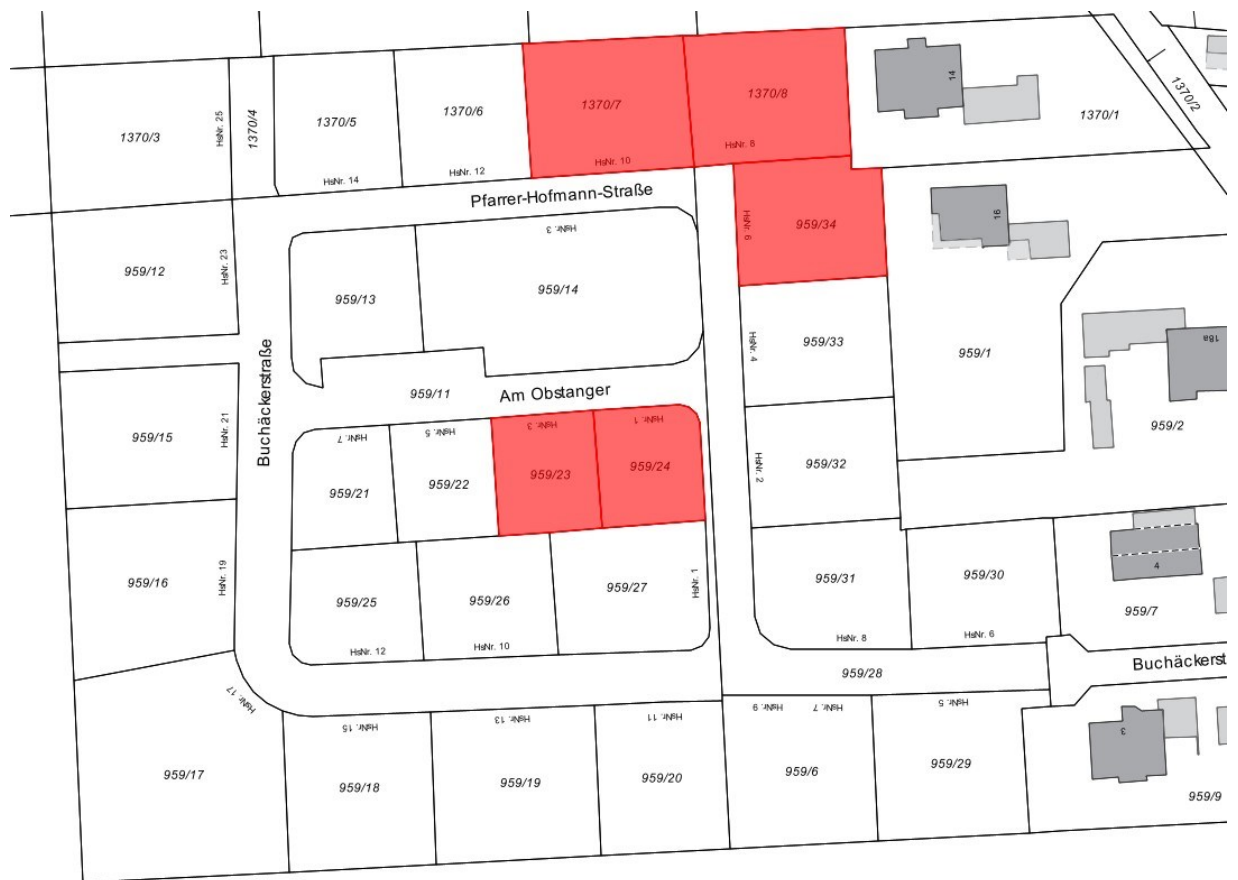 1370/3
HsNr. 25
1370/4
1370/5
HsNr. 14
1370/6
HsNr. 12
1370/7
HsNr. 10
1370/8
HsNr. 8
14
1370/1
1370/2
Pfarrer-Hofmann-Straße
959/12
HsNr. 23
959/13
HsNr. 3
959/14
HsNr. 6
959/34
16
959/1
18a
959/2
HsNr. 4
959/33
Buchäckerstraße
959/11
Am Obstanger
959/15
HsNr. 21
HsNr. 7
959/21
HsNr. 5
959/22
HsNr. 3
959/23
HsNr. 1
959/24
HsNr. 2
959/32
959/16
HsNr. 19
959/25
HsNr. 12
959/26
HsNr. 10
959/27
HsNr. 1
959/31
HsNr. 8
959/30
HsNr. 6
4
959/7
959/28
Buchäckerst
HsNr. 17
959/17
HsNr. 15
959/18
HsNr. 13
959/19
HsNr. 11
959/20
HsNr. 9
HsNr. 7
959/6
HsNr. 5
959/29
3
959/9